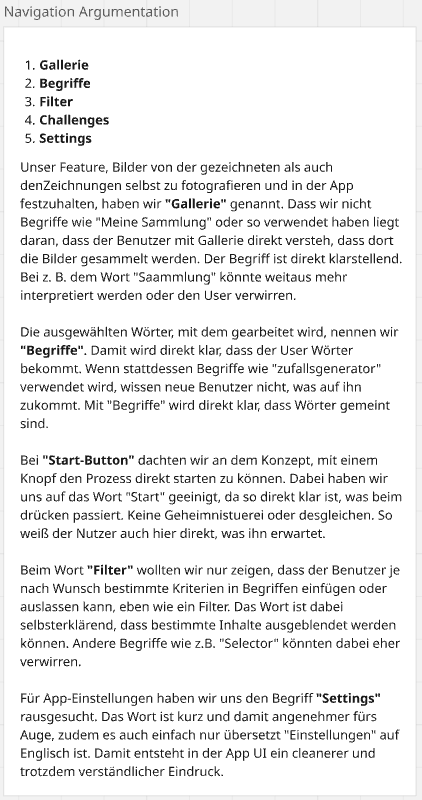 Navigation Argumentation
1. Gallerie
2. Begriffe
3. Filter
4. Challenges
5. Settings
Unser Feature, Bilder von der gezeichneten als auch
denZeichnungen selbst zu fotografieren und in der App
festzuhalten, haben wir "Gallerie" genannt. Dass wir nicht
Begriffe wie "Meine Sammlung" oder so verwendet haben liegt
daran, dass der Benutzer mit Gallerie direkt versteh, dass dort
die Bilder gesammelt werden. Der Begriff ist direkt klarstellend.
Bei z. B. dem Wort "Saammlung" könnte weitaus mehr
interpretiert werden oder den User verwirren.
Die ausgewählten Wörter, mit dem gearbeitet wird, nennen wir
"Begriffe". Damit wird direkt klar, dass der User Wörter
bekommt. Wenn stattdessen Begriffe wie "zufallsgenerator"
verwendet wird, wissen neue Benutzer nicht, was auf ihn
zukommt. Mit "Begriffe" wird direkt klar, dass Wörter gemeint
sind.
Bei "Start-Button" dachten wir an dem Konzept, mit einem
Knopf den Prozess direkt starten zu können. Dabei haben wir
uns auf das Wort "Start" geeinigt, da so direkt klar ist, was beim
drücken passiert. Keine Geheimnistuerei oder desgleichen. So
weiß der Nutzer auch hier direkt, was ihn erwartet.
Beim Wort "Filter" wollten wir nur zeigen, dass der Benutzer je
nach Wunsch bestimmte Kriterien in Begriffen einfügen oder
auslassen kann, eben wie ein Filter. Das Wort ist dabei
selbsterklärend, dass bestimmte Inhalte ausgeblendet werden
können. Andere Begriffe wie z.B. "Selector" könnten dabei eher
verwirren.
Für App-Einstellungen haben wir uns den Begriff "Settings"
rausgesucht. Das Wort ist kurz und damit angenehmer fürs
Auge, zudem es auch einfach nur übersetzt "Einstellungen" auf
Englisch ist. Damit entsteht in der App UI ein cleanerer und
trotzdem verständlicher Eindruck.